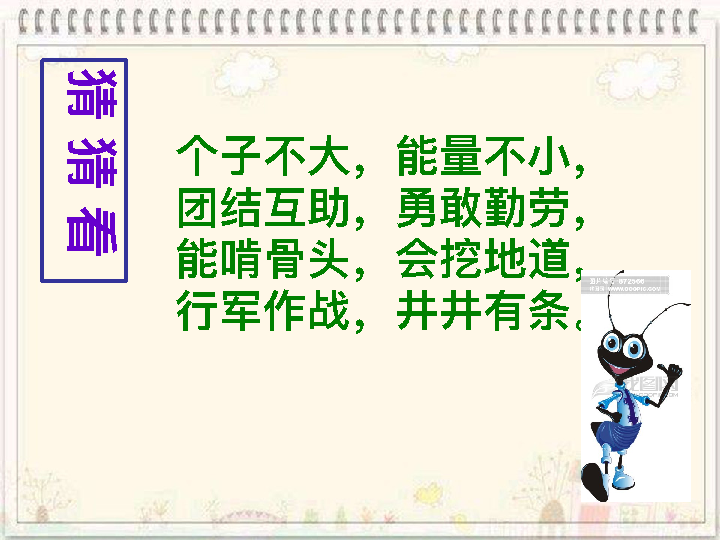 猜猜看
个子不大，能量不小，
团结互助，勇敢勤劳，
能啃骨头，会挖地道，
行军作战，井井有条。